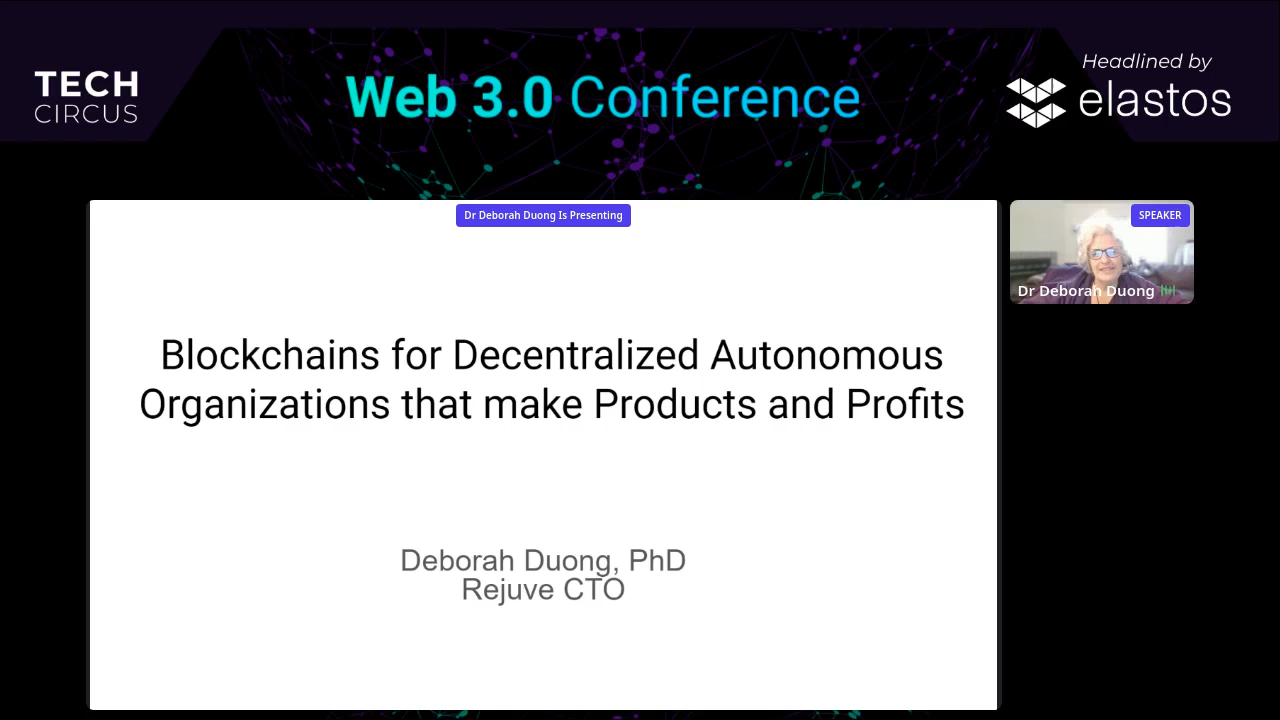 TECH
CIRCUS
Web 3.0 Conference
Headlined by
elastos
Dr Deborah Duong Is Presenting
SPEAKER
Dr Deborah Duong
Blockchains for Decentralized Autonomous
Organizations that make Products and Profits
Deborah Duong, PhD
Rejuve CTO